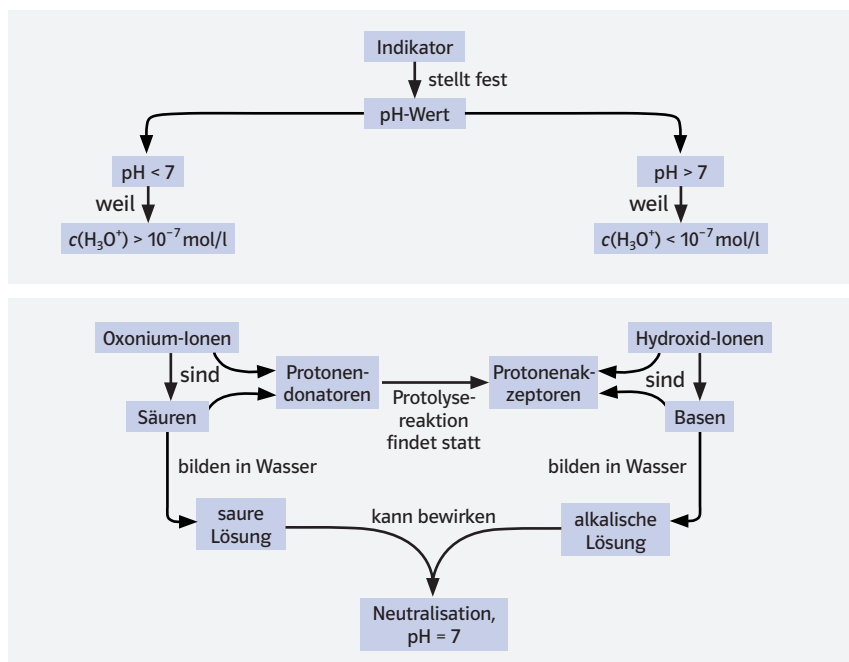 Indikator
stellt fest
pH-Wert
pH < 7
pH > 7
weil
weil
c(H₃O⁺) > 10⁻⁷ mol/l
c(H₃O⁺) < 10⁻⁷ mol/l
Oxonium-Ionen
Hydroxid-Ionen
sind
Protonen-
donatoren
Protonenak-
zeptoren
sind
Säuren
Protolyse-
reaktion
findet statt
Basen
bilden in Wasser
bilden in Wasser
saure
Lösung
kann bewirken
alkalische
Lösung
Neutralisation,
pH = 7